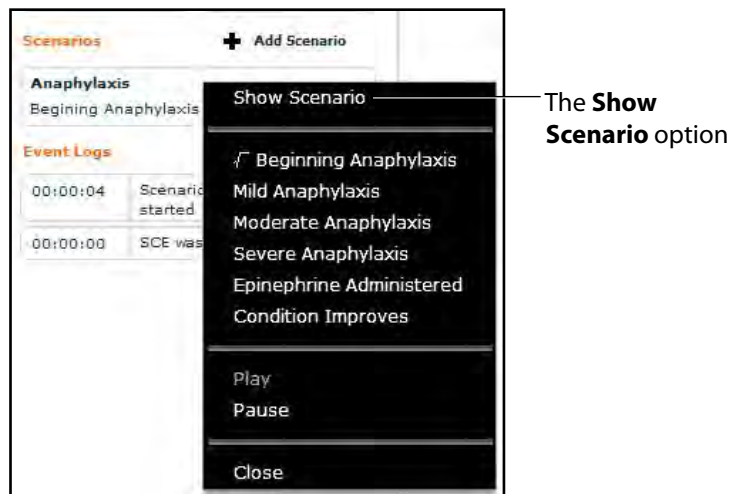 Scenarios
Add Scenario
Anaphylaxis
Begining Anaphylaxis
Event Logs
00:00:04
Scenario
started
00:00:00
SCE was
Show Scenario
√ Beginning Anaphylaxis
Mild Anaphylaxis
Moderate Anaphylaxis
Severe Anaphylaxis
Epinephrine Administered
Condition Improves
Play
Pause
Close
The Show
Scenario option